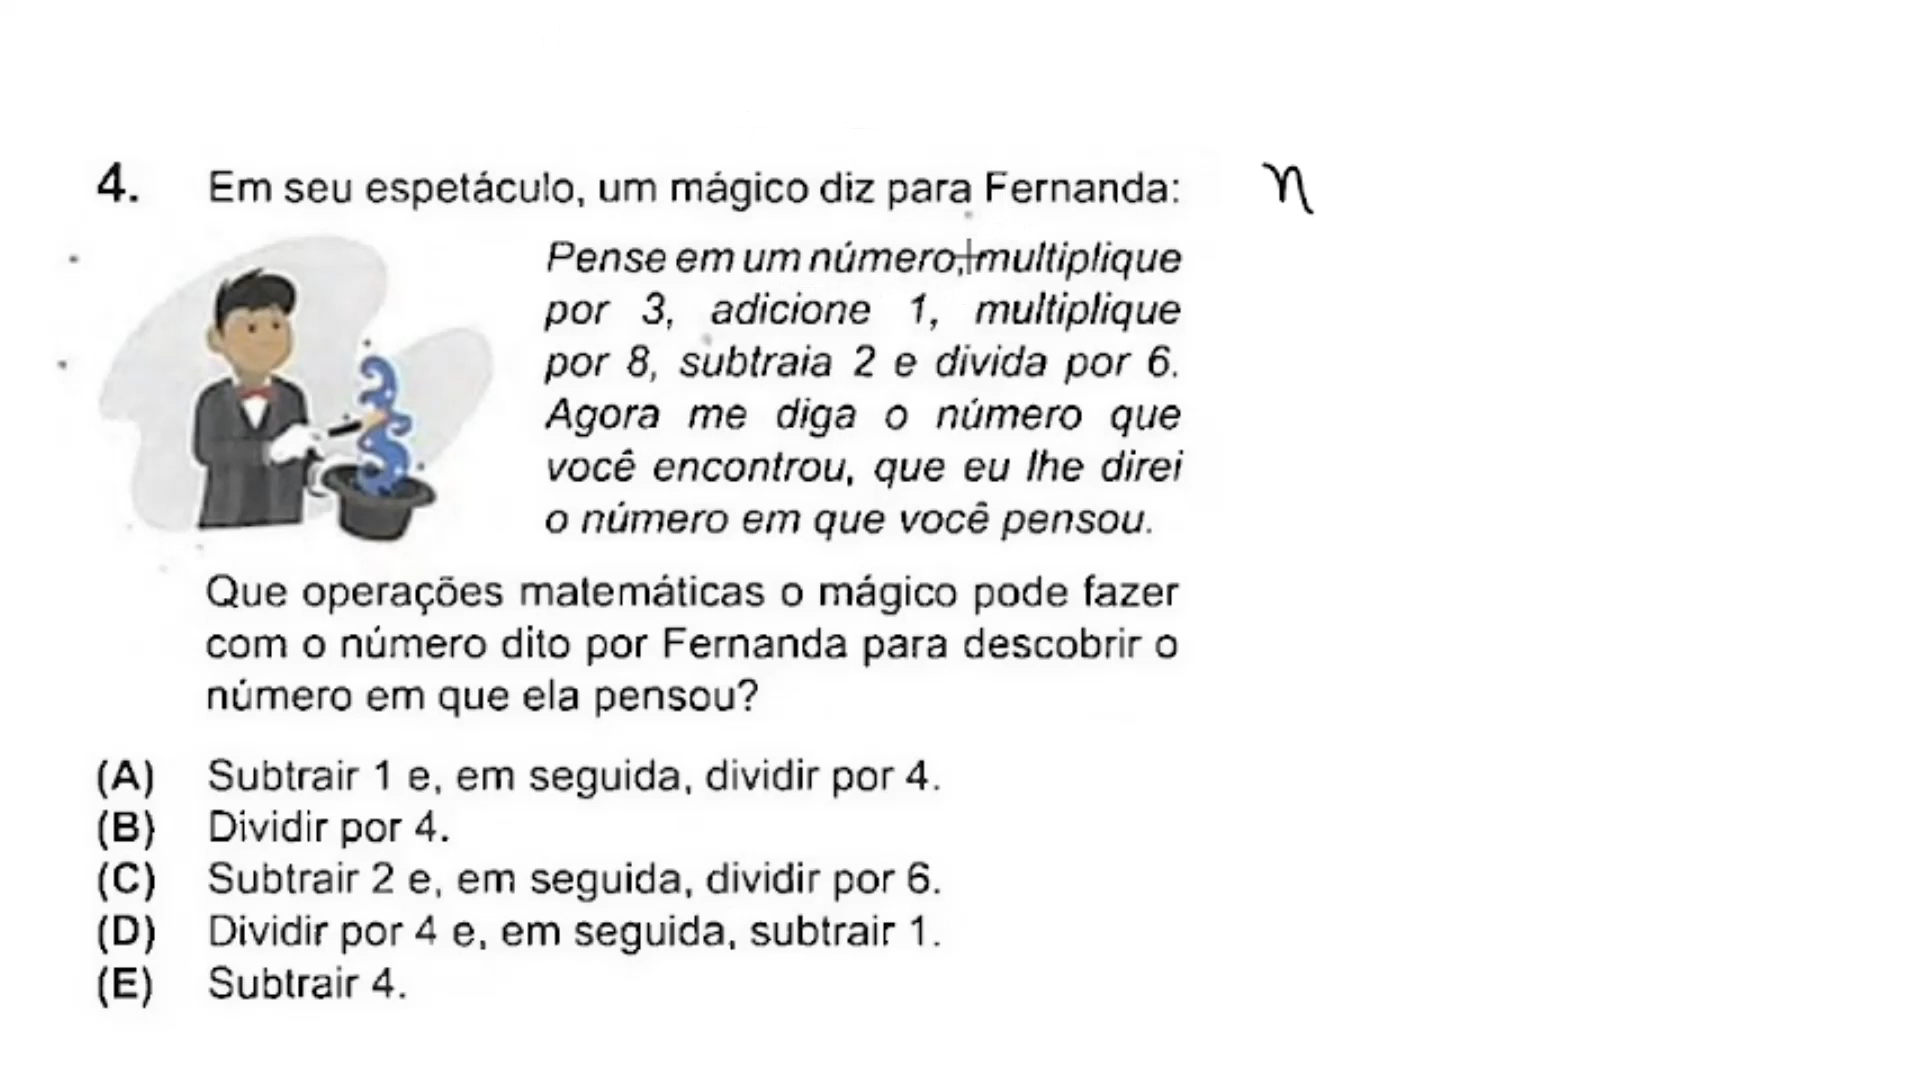 4. Em seu espetáculo, um mágico diz para Fernanda: n
Pense em um número, multiplique
por 3, adicione 1, multiplique
por 8, subtraia 2 e divida por 6.
Agora me diga o número que
você encontrou, que eu lhe direi
o número em que você pensou.
Que operações matemáticas o mágico pode fazer
com o número dito por Fernanda para descobrir o
número em que ela pensou?
(A) Subtrair 1 e, em seguida, dividir por 4.
(B) Dividir por 4.
(C) Subtrair 2 e, em seguida, dividir por 6.
(D) Dividir por 4 e, em seguida, subtrair 1.
(E) Subtrair 4.